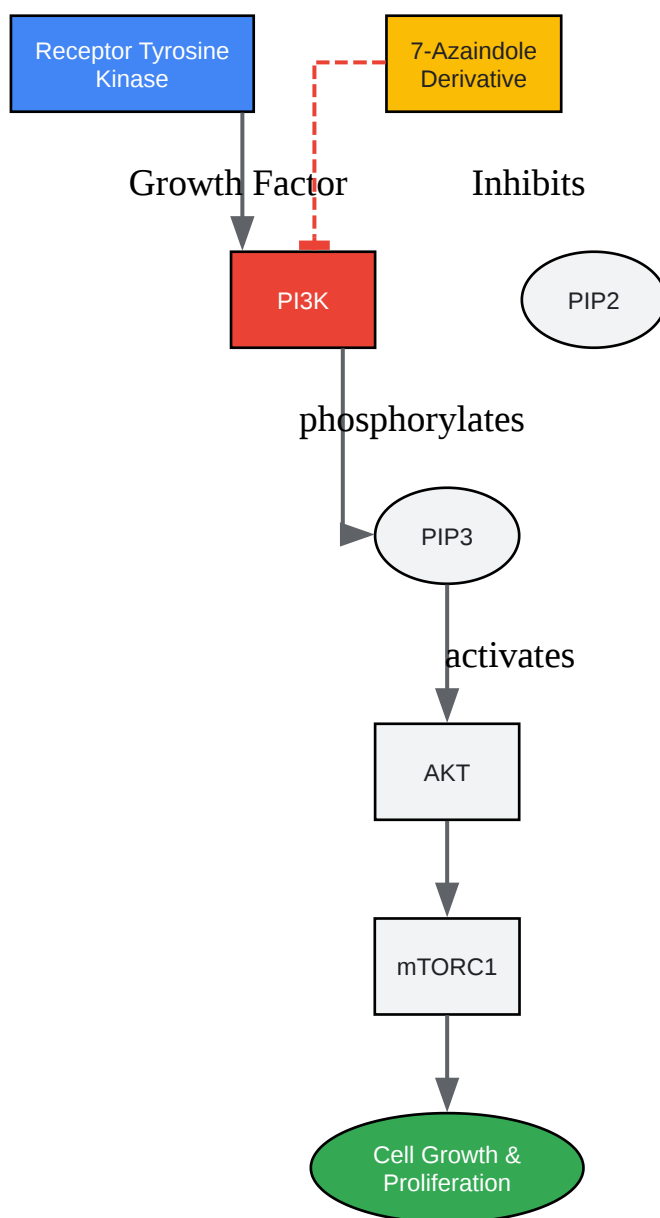 Receptor Tyrosine
Kinase
7-Azaindole
Derivative
Growth Factor
Inhibits
PI3K
PIP2
phosphorylates
PIP3
activates
AKT
mTORC1
Cell Growth &
Proliferation